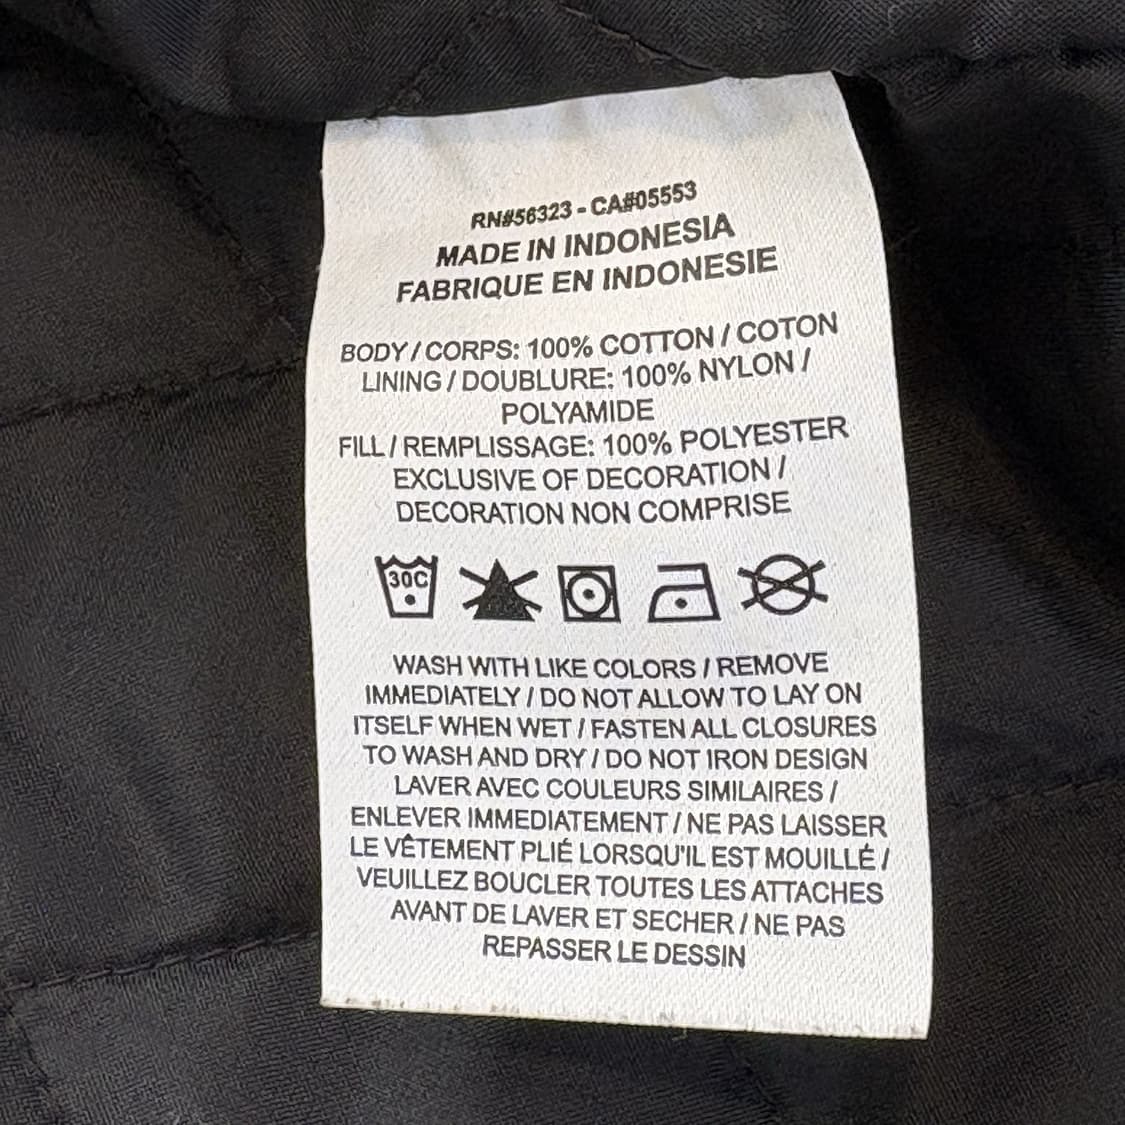 RN#56323 - CA#05553
MADE IN INDONESIA
FABRIQUE EN INDONESIE
BODY / CORPS: 100% COTTON / COTON
LINING / DOUBLURE: 100% NYLON /
POLYAMIDE
FILL / REMPLISSAGE: 100% POLYESTER
EXCLUSIVE OF DECORATION /
DECORATION NON COMPRISE
30C
WASH WITH LIKE COLORS / REMOVE
IMMEDIATELY / DO NOT ALLOW TO LAY ON
ITSELF WHEN WET / FASTEN ALL CLOSURES
TO WASH AND DRY / DO NOT IRON DESIGN
LAVER AVEC COULEURS SIMILAIRES /
ENLEVER IMMEDIATEMENT / NE PAS LAISSER
LE VÊTEMENT PLIÉ LORSQU'IL EST MOUILLÉ /
VEUILLEZ BOUCLER TOUTES LES ATTACHES
AVANT DE LAVER ET SECHER / NE PAS
REPASSER LE DESSIN